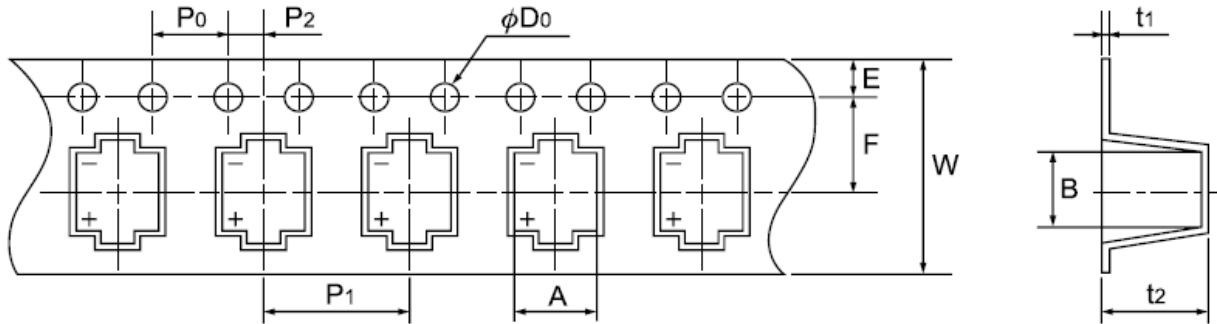 P0 P2 ϕD0 t1
E
F
W
B
− − − − −
+ + + + +
P1 A t2